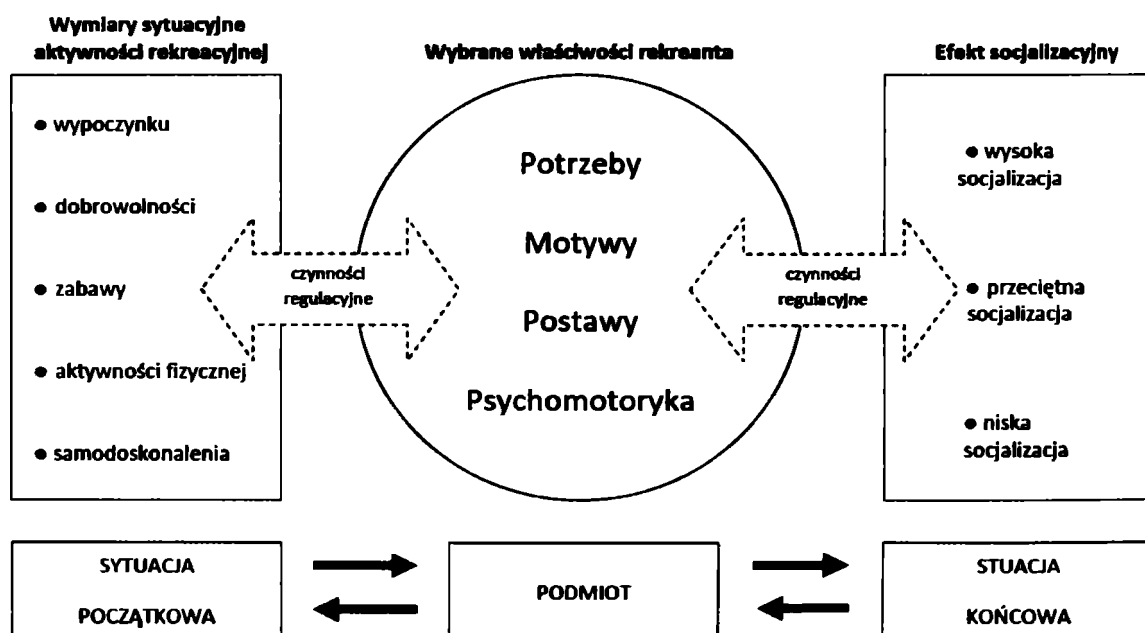 Wymiary sytuacyjne
aktywności rekreacyjnej
● wypoczynku
● dobrowolności
● zabawy
● aktywności fizycznej
● samodoskonalenia
czynności
regulacyjne
Wybrane właściwości rekreanta
Potrzeby
Motywy
Postawy
Psychomotoryka
czynności
regulacyjne
Efekt socjalizacyjny
● wysoka
socjalizacja
● przeciętna
socjalizacja
● niska
socjalizacja
SYTUACJA
POCZĄTKOWA
PODMIOT
STUACJA
KOŃCOWA